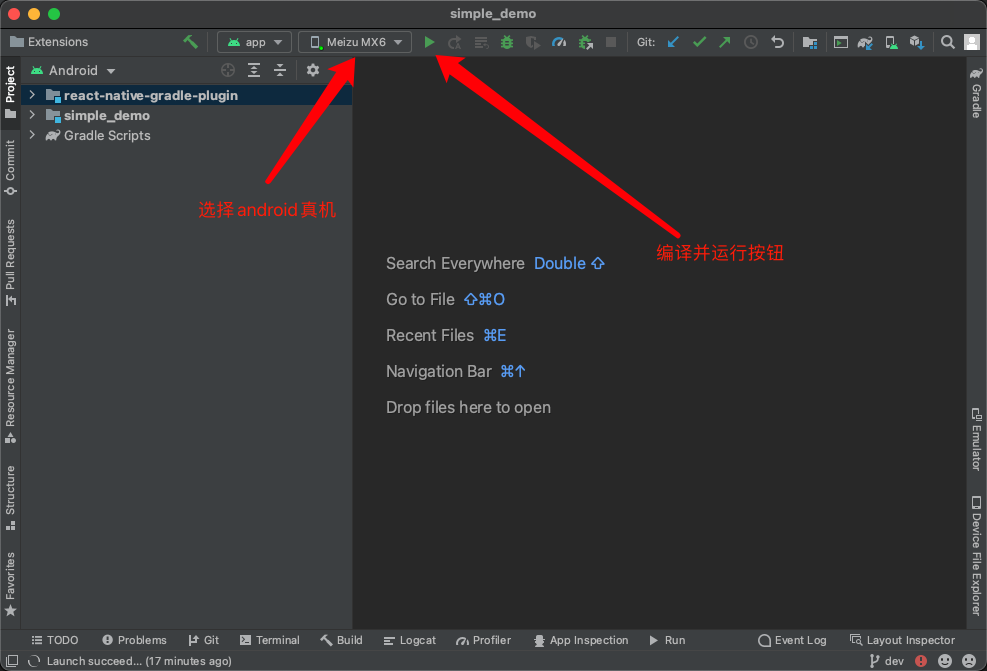 simple_demo
Extensions
app
Meizu MX6
Git:
Android
react-native-gradle-plugin
simple_demo
Gradle Scripts
选择android真机
编译并运行按钮
Search Everywhere Double ⇧
Go to File ⇧⌘O
Recent Files ⌘E
Navigation Bar ⌘↑
Drop files here to open
Project
Commit
Pull Requests
Resource Manager
Structure
Favorites
Gradle
Emulator
Device File Explorer
TODO
Problems
Git
Terminal
Build
Logcat
Profiler
App Inspection
Run
Event Log
Layout Inspector
Launch succeed... (17 minutes ago)
dev